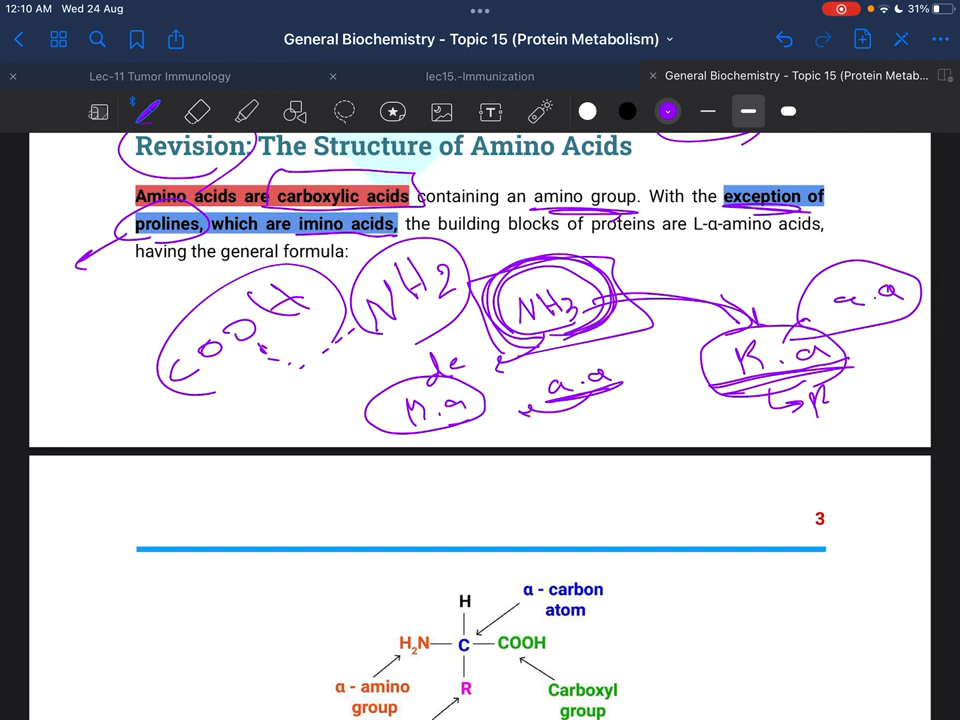 12:10 AM Wed 24 Aug
31%
General Biochemistry - Topic 15 (Protein Metabolism)
Lec-11 Tumor Immunology
lec15.-Immunization
General Biochemistry - Topic 15 (Protein Metab...
Revision: The Structure of Amino Acids
Amino acids are carboxylic acids containing an amino group. With the exception of
prolines, which are imino acids, the building blocks of proteins are L-α-amino acids,
having the general formula:
COOH NH2 NH3 a.a
K.a
de
a.a
3
H
α - carbon
atom
H₂N C COOH
α - amino
group
R
Carboxyl
group